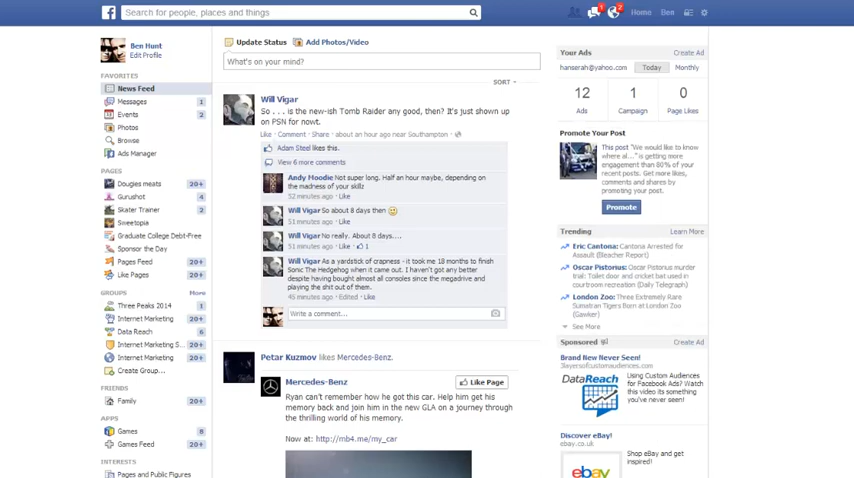 Search for people, places and things
1
2
Home
Ben
Ben Hunt
Edit Profile
FAVORITES
News Feed
Messages 1
Events 2
Photos
Browse
Ads Manager
PAGES
Dougies meats 20+
Gurushot 4
Skater Trainer 2
Sweetopia
Graduate College Debt-Free
Sponsor the Day
Pages Feed 20+
Like Pages 20+
GROUPS More
Three Peaks 2014 1
Internet Marketing 20+
Data Reach 6
Internet Marketing S... 20+
Internet Marketing 20+
Create Group...
FRIENDS
Family 20+
APPS
Games 8
Games Feed 20+
INTERESTS
Pages and Public Figures
Update Status Add Photos/Video
What's on your mind?
SORT
Will Vigar
So . . . is the new-ish Tomb Raider any good, then? It's just shown up
on PSN for nowt.
Like · Comment · Share · about an hour ago near Southampton ·
Adam Steel likes this.
View 6 more comments
Andy Moodie Not super long. Half an hour maybe, depending on
the madness of your skillz
52 minutes ago · Like
Will Vigar So about 8 days then
51 minutes ago · Like
Will Vigar No really. About 8 days....
51 minutes ago · Like · 1
Will Vigar As a yardstick of crapness - it took me 18 months to finish
Sonic The Hedgehog when it came out. I haven't got any better
despite having bought almost all consoles since the megadrive and
playing the shit out of them.
45 minutes ago · Edited · Like
Write a comment...
Petar Kuzmov likes Mercedes-Benz.
Mercedes-Benz
Like Page
Ryan can't remember how he got this car. Help him get his
memory back and join him in the new GLA on a journey through
the thrilling world of his memory.
Now at: http://mb4.me/my_car
Your Ads Create Ad
hanserah@yahoo.com Today Monthly
12 1 0
Ads Campaign Page Likes
Promote Your Post
This post "We would like to
know where al..." is getting more
engagement than 80% of your
recent posts. Get more likes,
comments and shares by
promoting your post.
Promote
Trending Learn More
Eric Cantona: Cantona Arrested for
Assault (Bleacher Report)
Oscar Pistorius: Oscar Pistorius murder
trial: Toilet door and cricket bat used in
courtroom recreation (Daily Telegraph)
London Zoo: Three Extremely Rare
Sumatran Tigers Born at London Zoo
(Gawker)
See More
Sponsored Create Ad
Brand New Never Seen!
3layersofcustomaudiences.com
DataReach
Using Custom Audiences
for Facebook Ads? Watch
this video its something
you've never seen!
Discover eBay!
ebay.co.uk
ebay
Shop eBay and get
inspired!